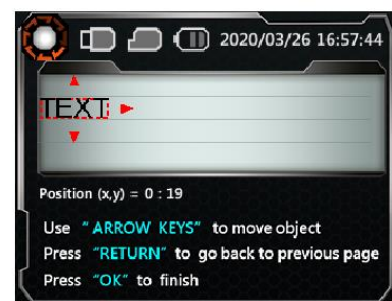 2020/03/26 16:57:44
TEXT
Position (x,y) = 0 : 19
Use “ARROW KEYS” to move object
Press “RETURN” to go back to previous page
Press “OK” to finish